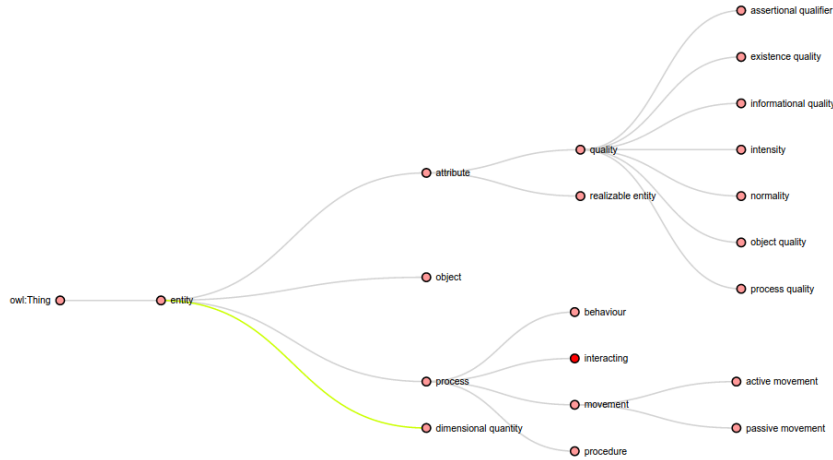 assertional qualifier
existence quality
informational quality
intensity
quality
attribute
normality
realizable entity
object quality
object
process quality
owl:Thing
entity
behaviour
interacting
process
active movement
movement
dimensional quantity
passive movement
procedure